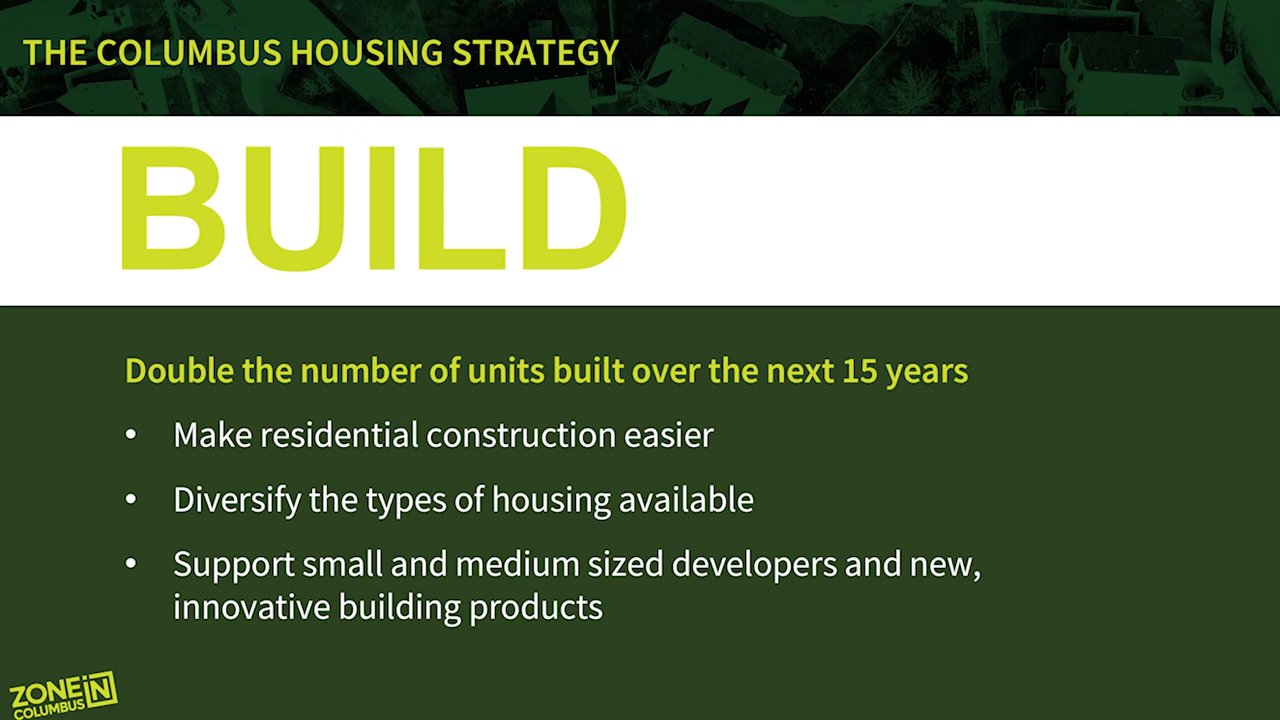 THE COLUMBUS HOUSING STRATEGY
BUILD
Double the number of units built over the next 15 years
• Make residential construction easier
• Diversify the types of housing available
• Support small and medium sized developers and new,
innovative building products
ZONEiN
COLUMBUS